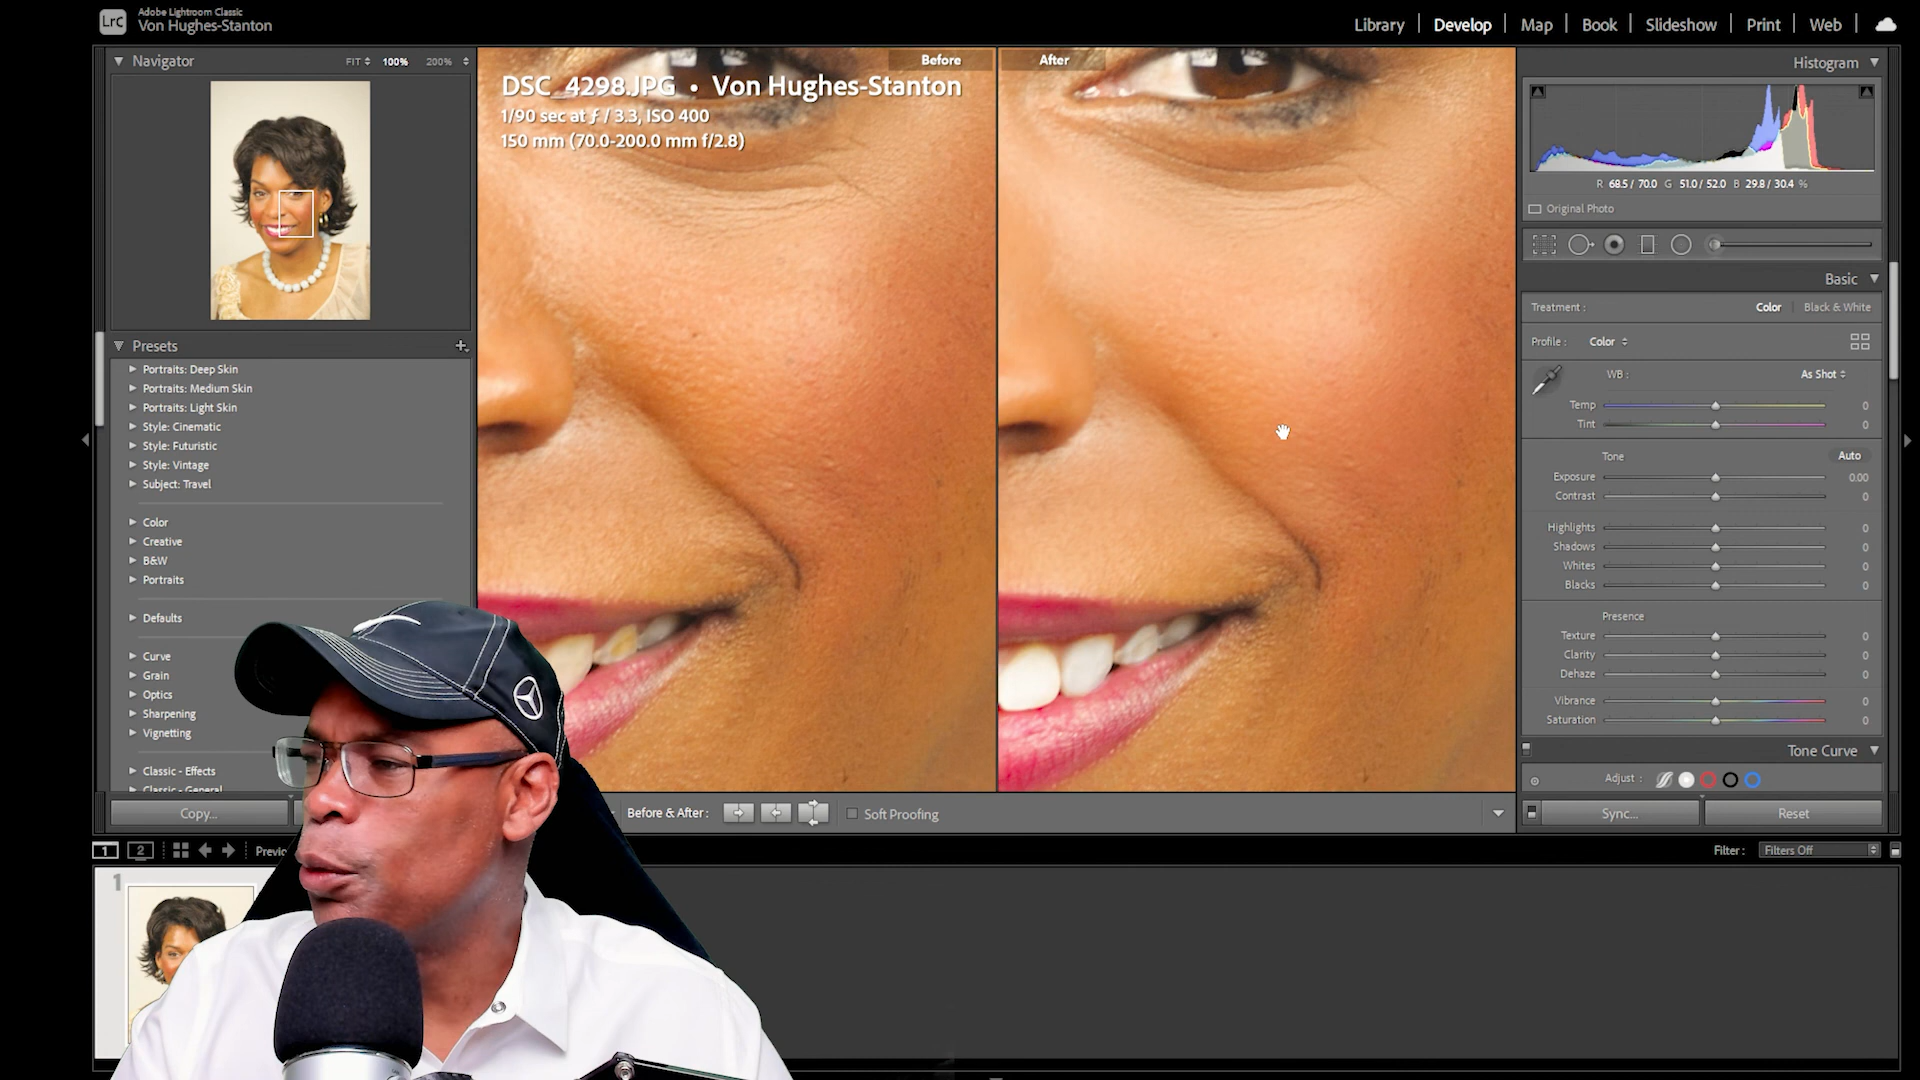 Adobe Lightroom Classic
Von Hughes-Stanton
Library
Develop
Map
Book
Slideshow
Print
Web
Navigator
FIT
100%
200%
Presets
Portraits: Deep Skin
Portraits: Medium Skin
Portraits: Light Skin
Style: Cinematic
Style: Futuristic
Style: Vintage
Subject: Travel
Color
Creative
B&W
Portraits
Defaults
Curve
Grain
Optics
Sharpening
Vignetting
Classic - Effects
Classic - General
Copy...
Before
After
DSC_4298.JPG • Von Hughes-Stanton
1/90 sec at ƒ / 3.3, ISO 400
150 mm (70.0-200.0 mm f/2.8)
Before & After :
Soft Proofing
Histogram
R 68.5 / 70.0 G 51.0 / 52.0 B 29.8 / 30.4 %
Original Photo
Basic
Treatment :
Color
Black & White
Profile : Color
WB :
As Shot
Temp 0
Tint 0
Tone
Auto
Exposure 0.00
Contrast 0
Highlights 0
Shadows 0
Whites 0
Blacks 0
Presence
Texture 0
Clarity 0
Dehaze 0
Vibrance 0
Saturation 0
Tone Curve
Adjust :
Sync...
Reset
1
2
Filter :
Filters Off
1
LrC